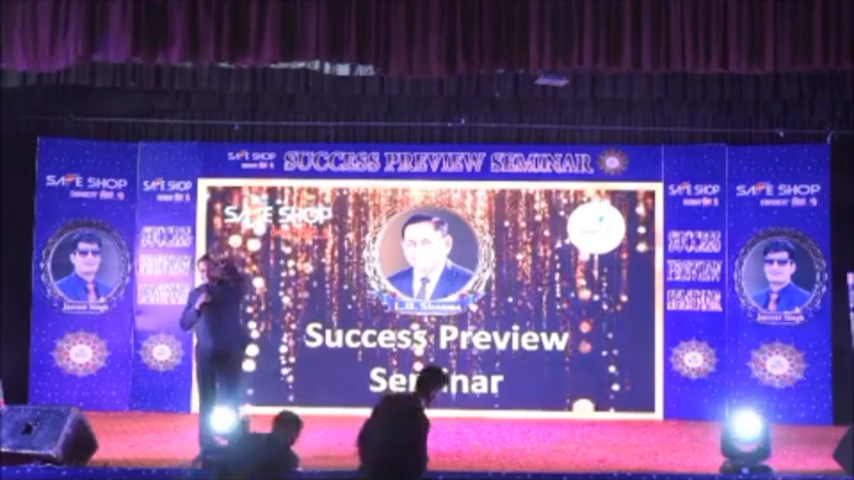 SAFE SHOP
SUCCESS PREVIEW SEMINAR
SAFE SHOP
SAFE SHOP
SAFE SHOP
SAFE SHOP
SAFE SHOP
SUCCESS
PREVIEW
SEMINAR
L.B. SHARMA
SUCCESS
PREVIEW
SEMINAR
Success Preview
Seminar